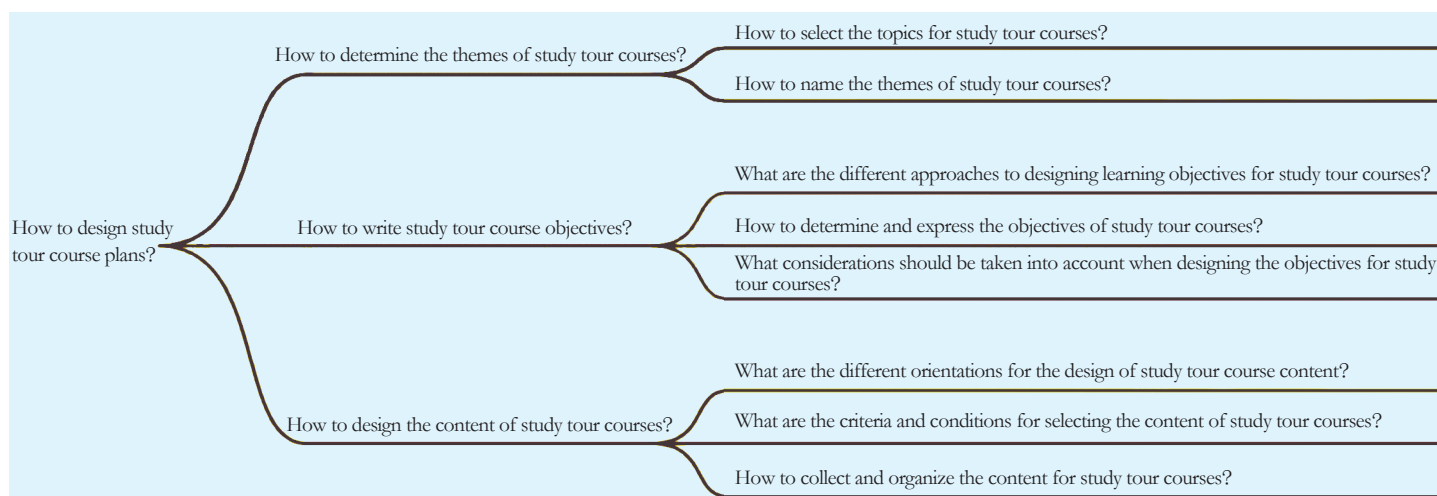 How to design study
tour course plans?
How to determine the themes of study tour courses?
How to select the topics for study tour courses?
How to name the themes of study tour courses?
How to write study tour course objectives?
What are the different approaches to designing learning objectives for study tour courses?
How to determine and express the objectives of study tour courses?
What considerations should be taken into account when designing the objectives for study
tour courses?
How to design the content of study tour courses?
What are the different orientations for the design of study tour course content?
What are the criteria and conditions for selecting the content of study tour courses?
How to collect and organize the content for study tour courses?